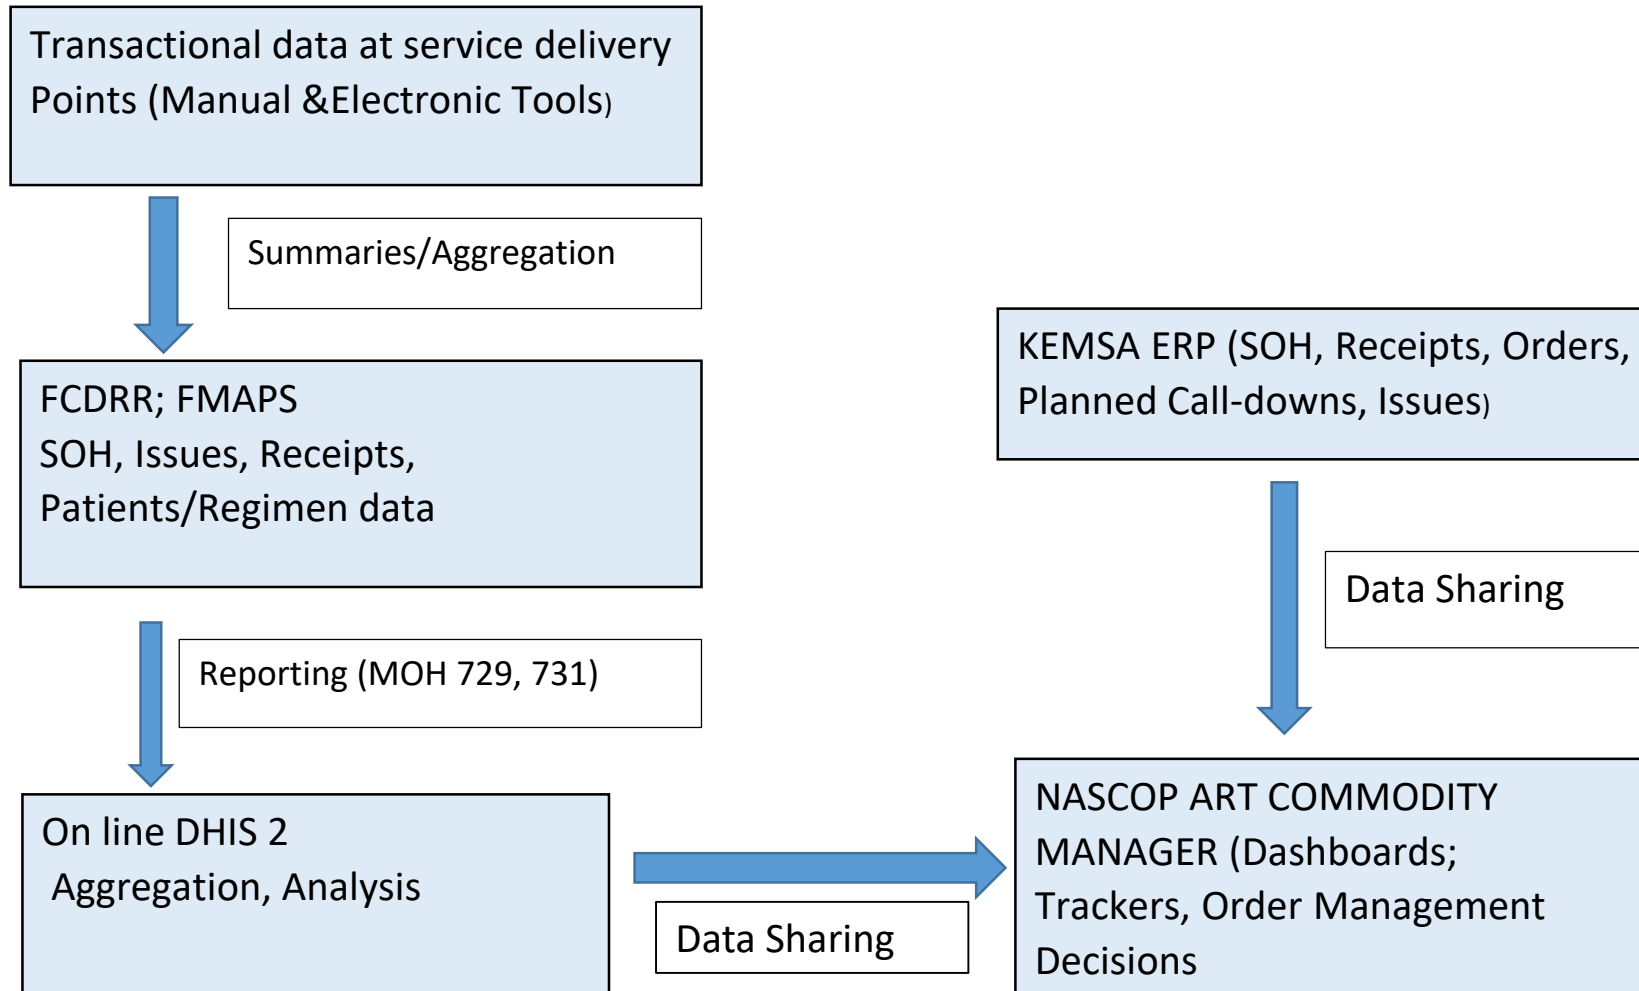 Transactional data at service delivery
Points (Manual &Electronic Tools)
Summaries/Aggregation
FCDRR; FMAPS
SOH, Issues, Receipts,
Patients/Regimen data
Reporting (MOH 729, 731)
On line DHIS 2
Aggregation, Analysis
Data Sharing
KEMSA ERP (SOH, Receipts, Orders,
Planned Call-downs, Issues)
Data Sharing
NASCOP ART COMMODITY
MANAGER (Dashboards;
Trackers, Order Management
Decisions